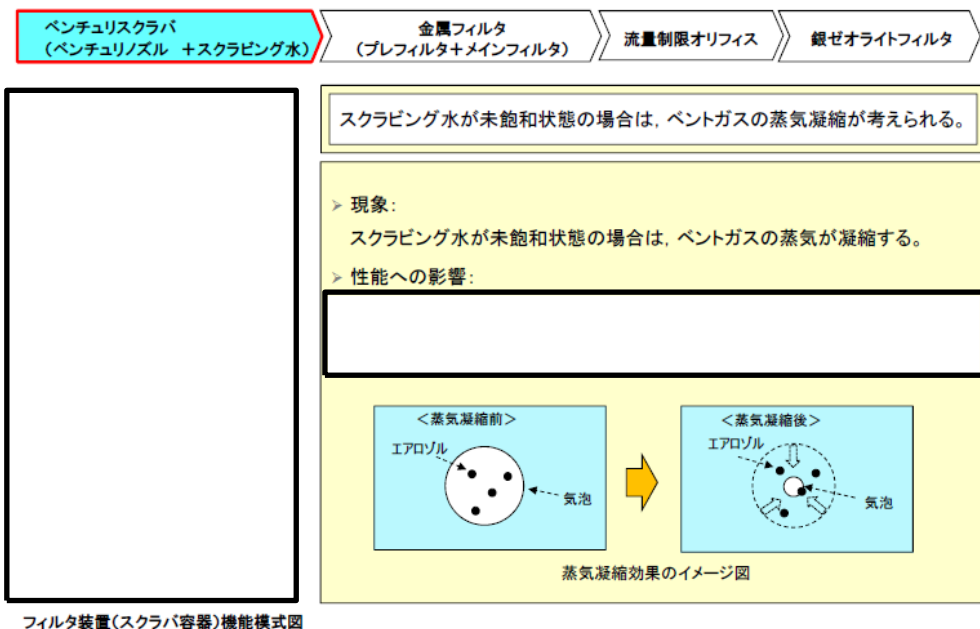 ベンチュリスクラバ
(ベンチュリノズル +スクラビング水)
金属フィルタ
(プレフィルタ+メインフィルタ)
流量制限オリフィス
銀ゼオライトフィルタ
スクラビング水が未飽和状態の場合は，ベントガスの蒸気凝縮が考えられる。
➢ 現象：
スクラビング水が未飽和状態の場合は，ベントガスの蒸気が凝縮する。
➢ 性能への影響：
＜蒸気凝縮前＞
エアロゾル
気泡
＜蒸気凝縮後＞
エアロゾル
気泡
蒸気凝縮効果のイメージ図
フィルタ装置(スクラバ容器)機能模式図